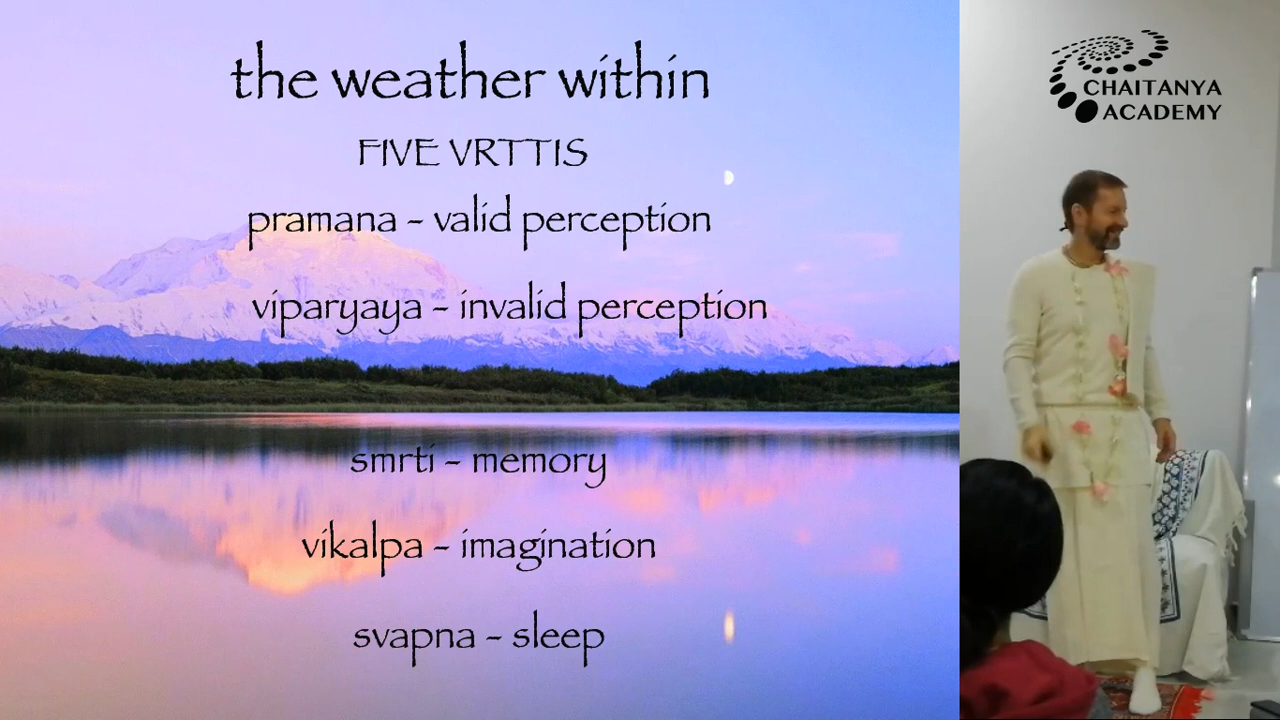 the weather within
FIVE VRTTIS
pramana - valid perception
viparyaya - invalid perception
smrti - memory
vikalpa - imagination
svapna - sleep
CHAITANYA
ACADEMY